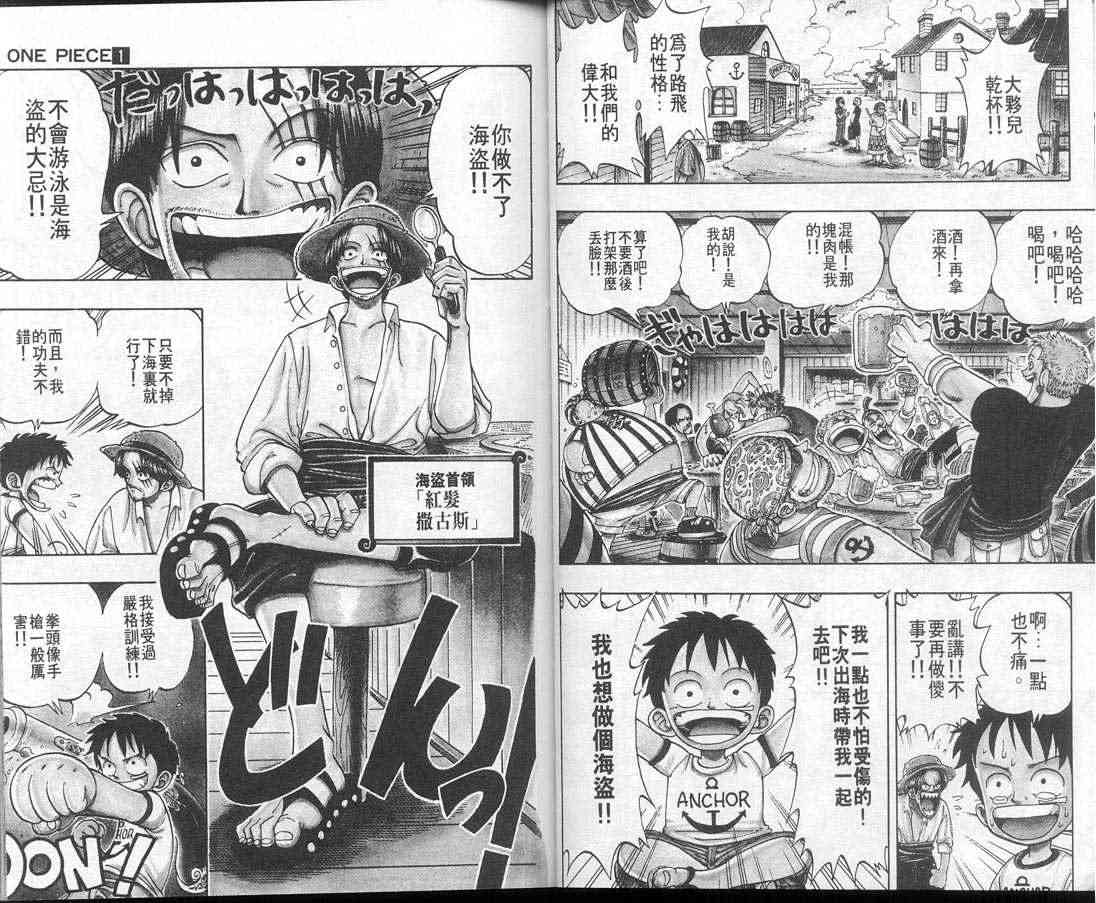 大夥兒
乾杯!!
爲了路飛
的性格…
和我們的
偉大!!
哈哈哈哈
，喝吧!
喝吧!
酒!再拿
酒來!
混帳!那
塊肉是我
的!!
胡說!是
我的!
算了吧!
不要酒後
打架那麼
丟臉!!
ははは
ぎゃはははは
啊…一點
也不痛。
亂講!!不
要再做傻
事了!!
我一點也不怕受傷的!
下次出海時帶我一起
去吧!!
我也想做個海盜!!
ANCHOR
ONE PIECE 1
だっはっはっはっはっ
你做不了
海盜!!
不會游泳是海
盜的大忌!!
海盜首領
「紅髮
撒古斯」
只要不掉
下海裏就
行了!
而且，我
的功夫不
錯!
我接受過
嚴格訓練!!
拳頭像手
槍一般厲
害!!
どんっ!
OON!